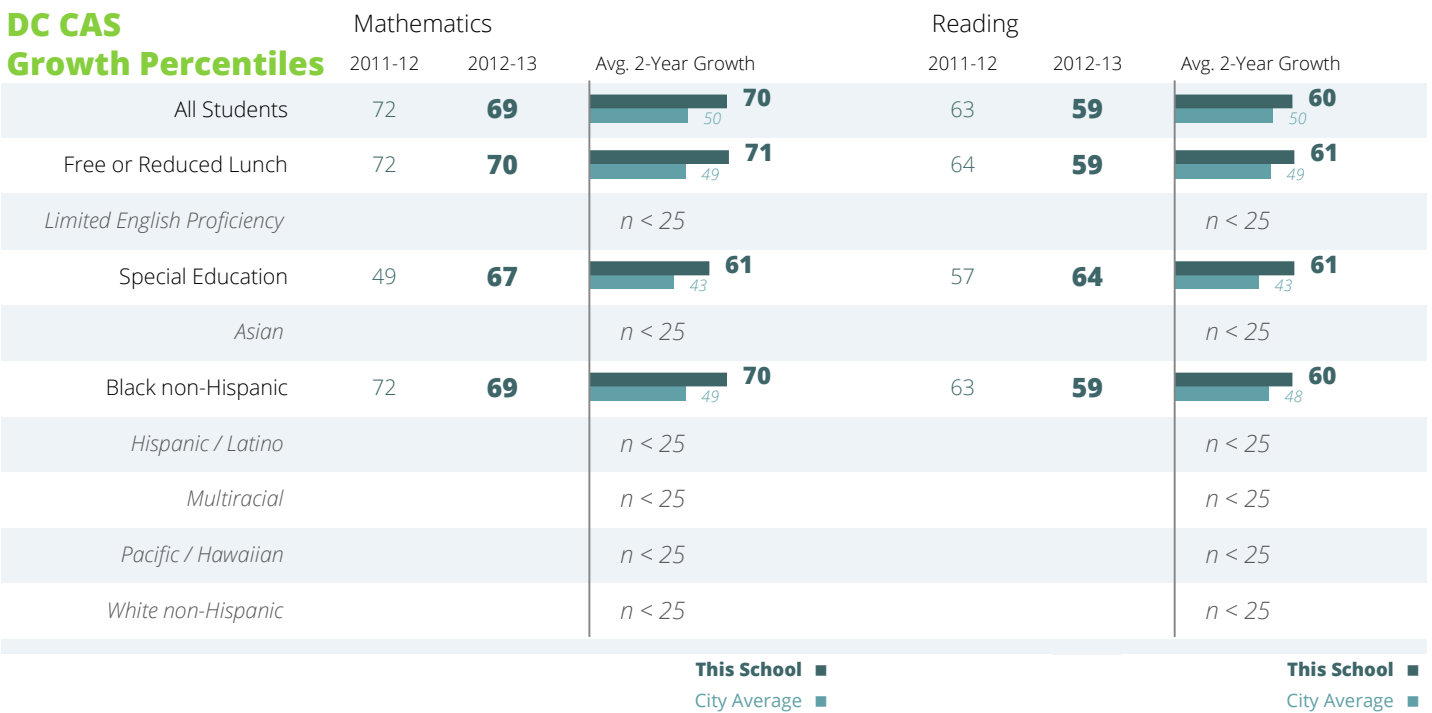 DC CAS
Growth Percentiles
Mathematics Reading
2011-12 2012-13 Avg. 2-Year Growth 2011-12 2012-13 Avg. 2-Year Growth
All Students 72 69 70 50 63 59 60 50
Free or Reduced Lunch 72 70 71 49 64 59 61 49
Limited English Proficiency n < 25 n < 25
Special Education 49 67 61 43 57 64 61 43
Asian n < 25 n < 25
Black non-Hispanic 72 69 70 49 63 59 60 48
Hispanic / Latino n < 25 n < 25
Multiracial n < 25 n < 25
Pacific / Hawaiian n < 25 n < 25
White non-Hispanic n < 25 n < 25
This School This School
City Average City Average